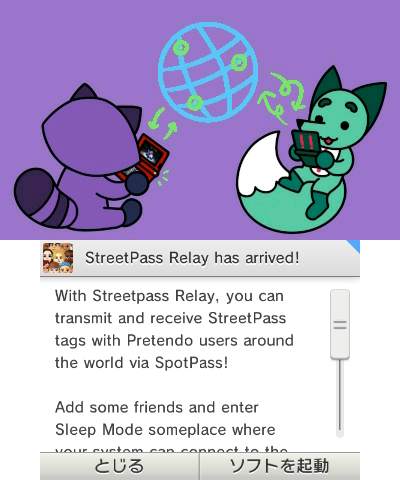 StreetPass Relay has arrived!
With Streetpass Relay, you can
transmit and receive StreetPass
tags with Pretendo users around
the world via SpotPass!
Add some friends and enter
Sleep Mode someplace where
your system can connect to the
とじる
ソフトを起動